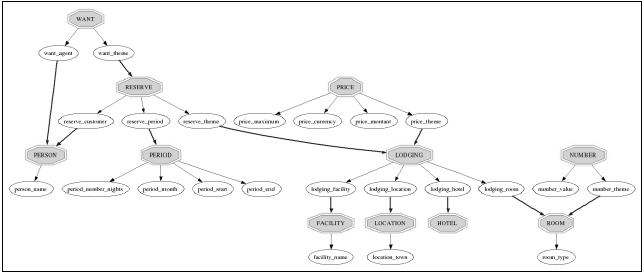 WANT
want_agent want_theme
RESERVE PRICE
reserve_customer reserve_period reserve_theme price_maximum price_currency price_montant price_theme
PERSON PERIOD LODGING NUMBER
person_name period_number_nights period_month period_start period_end lodging_facility lodging_location lodging_hotel lodging_room number_value number_theme
FACILITY LOCATION HOTEL ROOM
facility_name location_town room_type